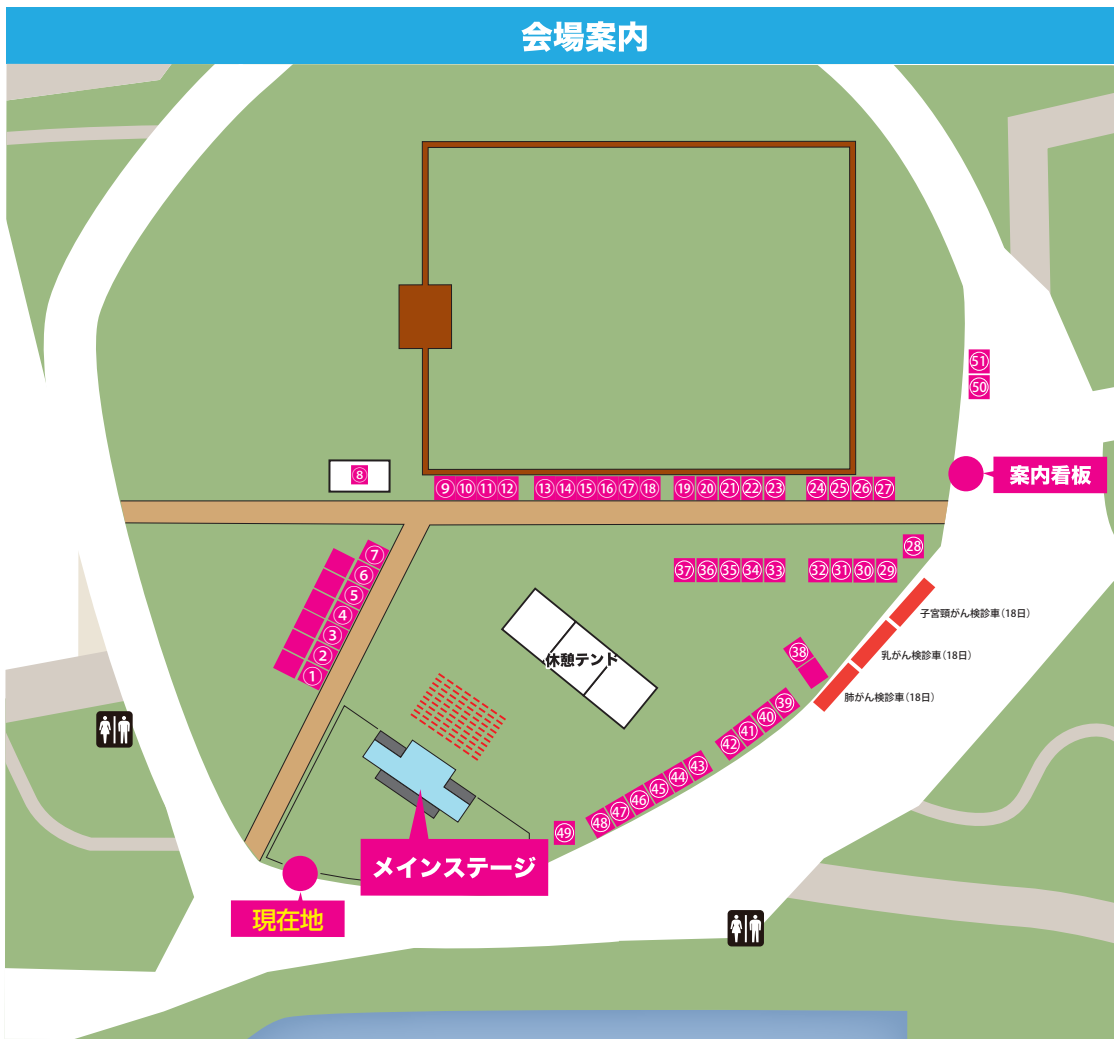 会場案内
51
50
案内看板
⑧
⑨⑩⑪⑫ ⑬⑭⑮⑯⑰⑱ ⑲⑳㉑㉒㉓ ㉔㉕㉖㉗
㉘
㊲㊱㉟㉞㉝ ㉜㉛㉚㉙
⑦
⑥
⑤
④
③
②
①
子宮頸がん検診車(18日)
乳がん検診車(18日)
肺がん検診車(18日)
休憩テント
㊳
㊴
㊵
㊶
㊷
㊸
㊹
㊺
㊻
㊼
㊽
㊾
メインステージ
現在地